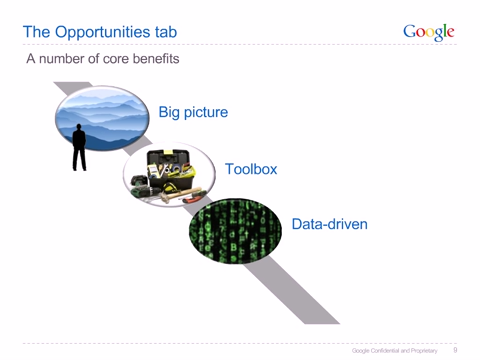 The Opportunities tab
Google
A number of core benefits
Big picture
Toolbox
Data-driven
Google Confidential and Proprietary 9